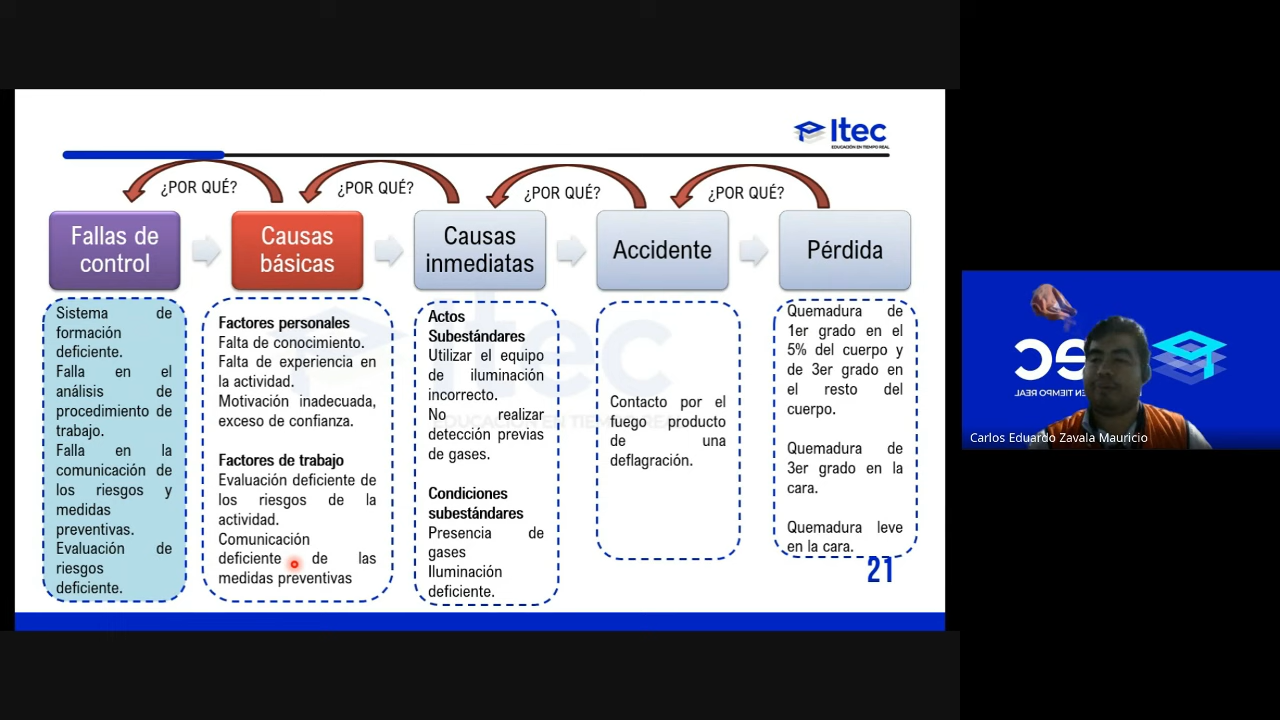 Itec
EDUCACIÓN EN TIEMPO REAL
¿POR QUÉ?
¿POR QUÉ?
¿POR QUÉ?
¿POR QUÉ?
Fallas de
control
Causas
básicas
Causas
inmediatas
Accidente
Pérdida
Sistema de
formación
deficiente.
Falla en el
análisis de
procedimiento de
trabajo.
Falla en la
comunicación de
los riesgos y
medidas
preventivas.
Evaluación de
riesgos
deficiente.
Factores personales
Falta de conocimiento.
Falta de experiencia en
la actividad.
Motivación inadecuada,
exceso de confianza.
Factores de trabajo
Evaluación deficiente de
los riesgos de la
actividad.
Comunicación
deficiente de las
medidas preventivas
Actos
Subestándares
Utilizar el equipo
de iluminación
incorrecto.
No realizar
detección previas
de gases.
Condiciones
subestándares
Presencia de
gases
Iluminación
deficiente.
Contacto por el
fuego producto
de una
deflagración.
Quemadura de
1er grado en el
5% del cuerpo y
de 3er grado en
el resto del
cuerpo.
Quemadura de
3er grado en la
cara.
Quemadura leve
en la cara.
21
Carlos Eduardo Zavala Mauricio